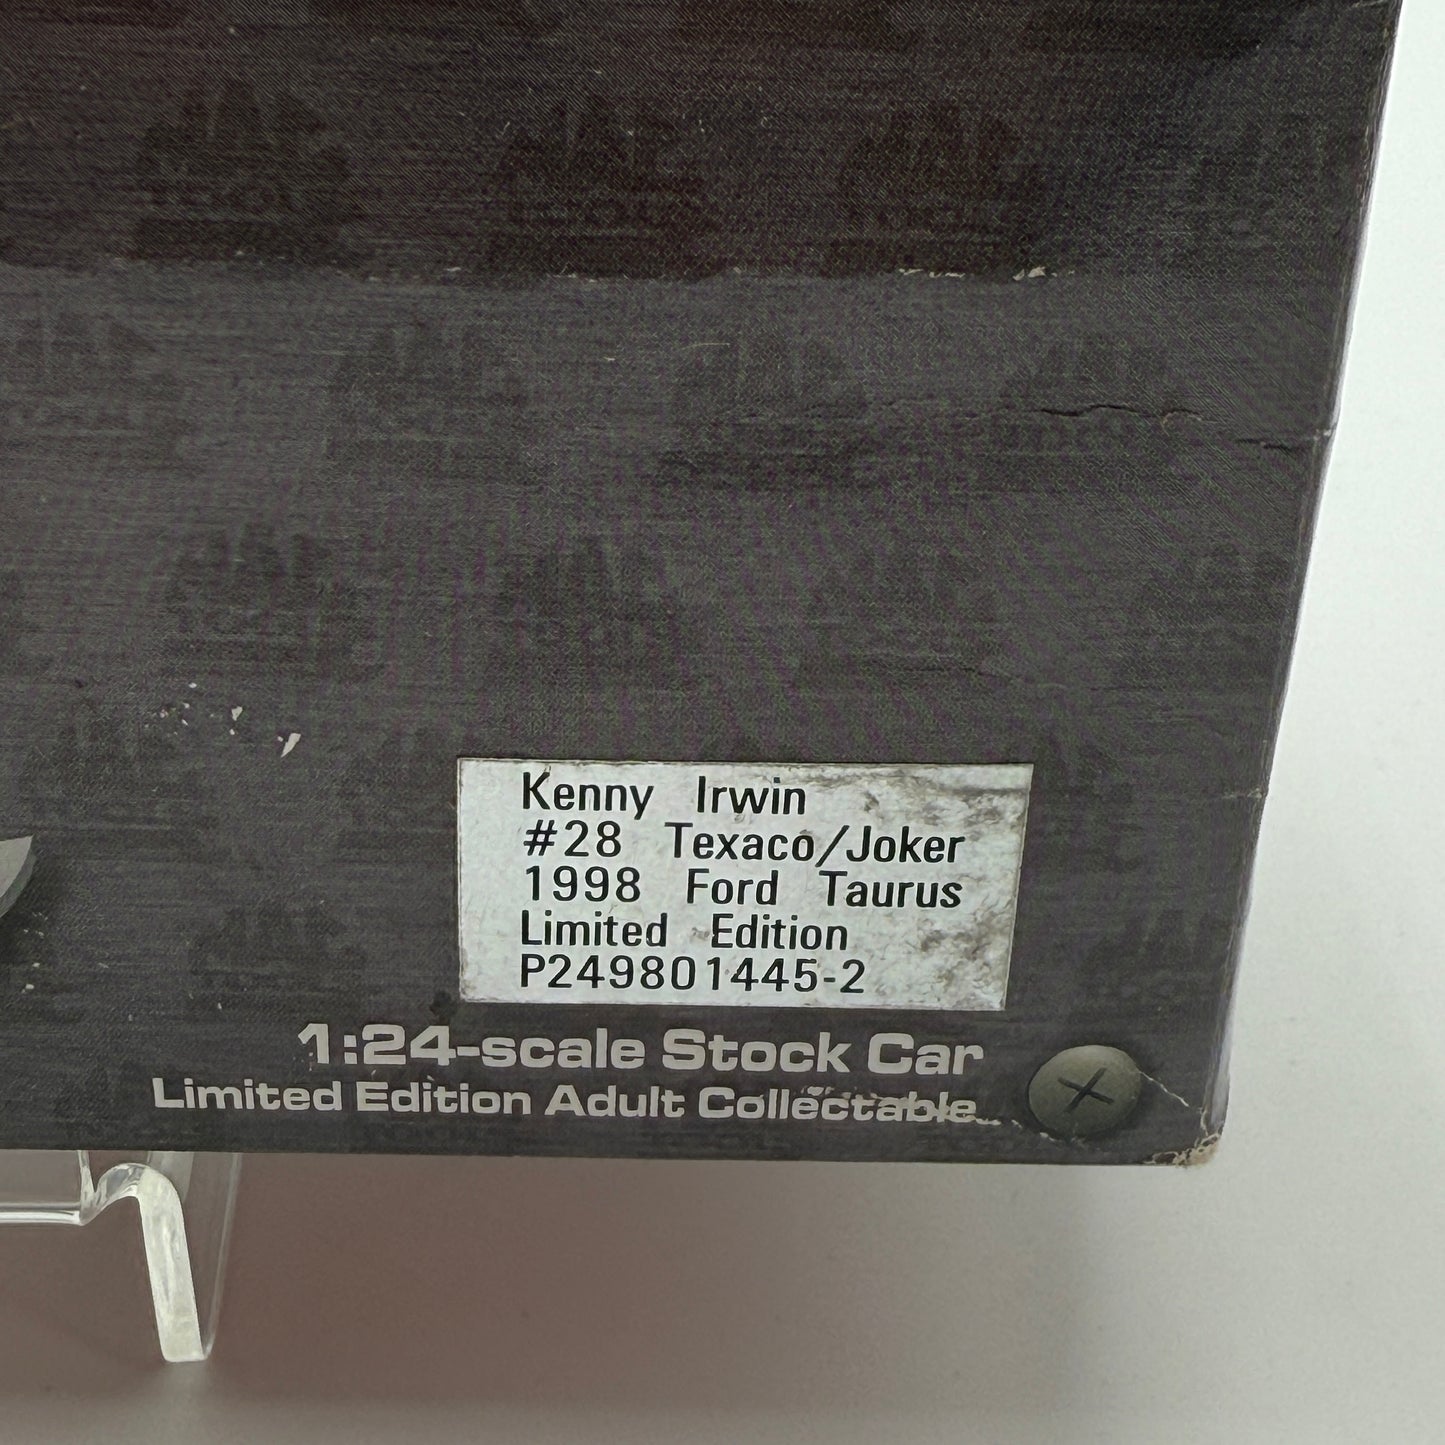 Kenny Irwin
#28 Texaco/Joker
1998 Ford Taurus
Limited Edition
P249801445-2
1:24-scale Stock Car
Limited Edition Adult Collectable